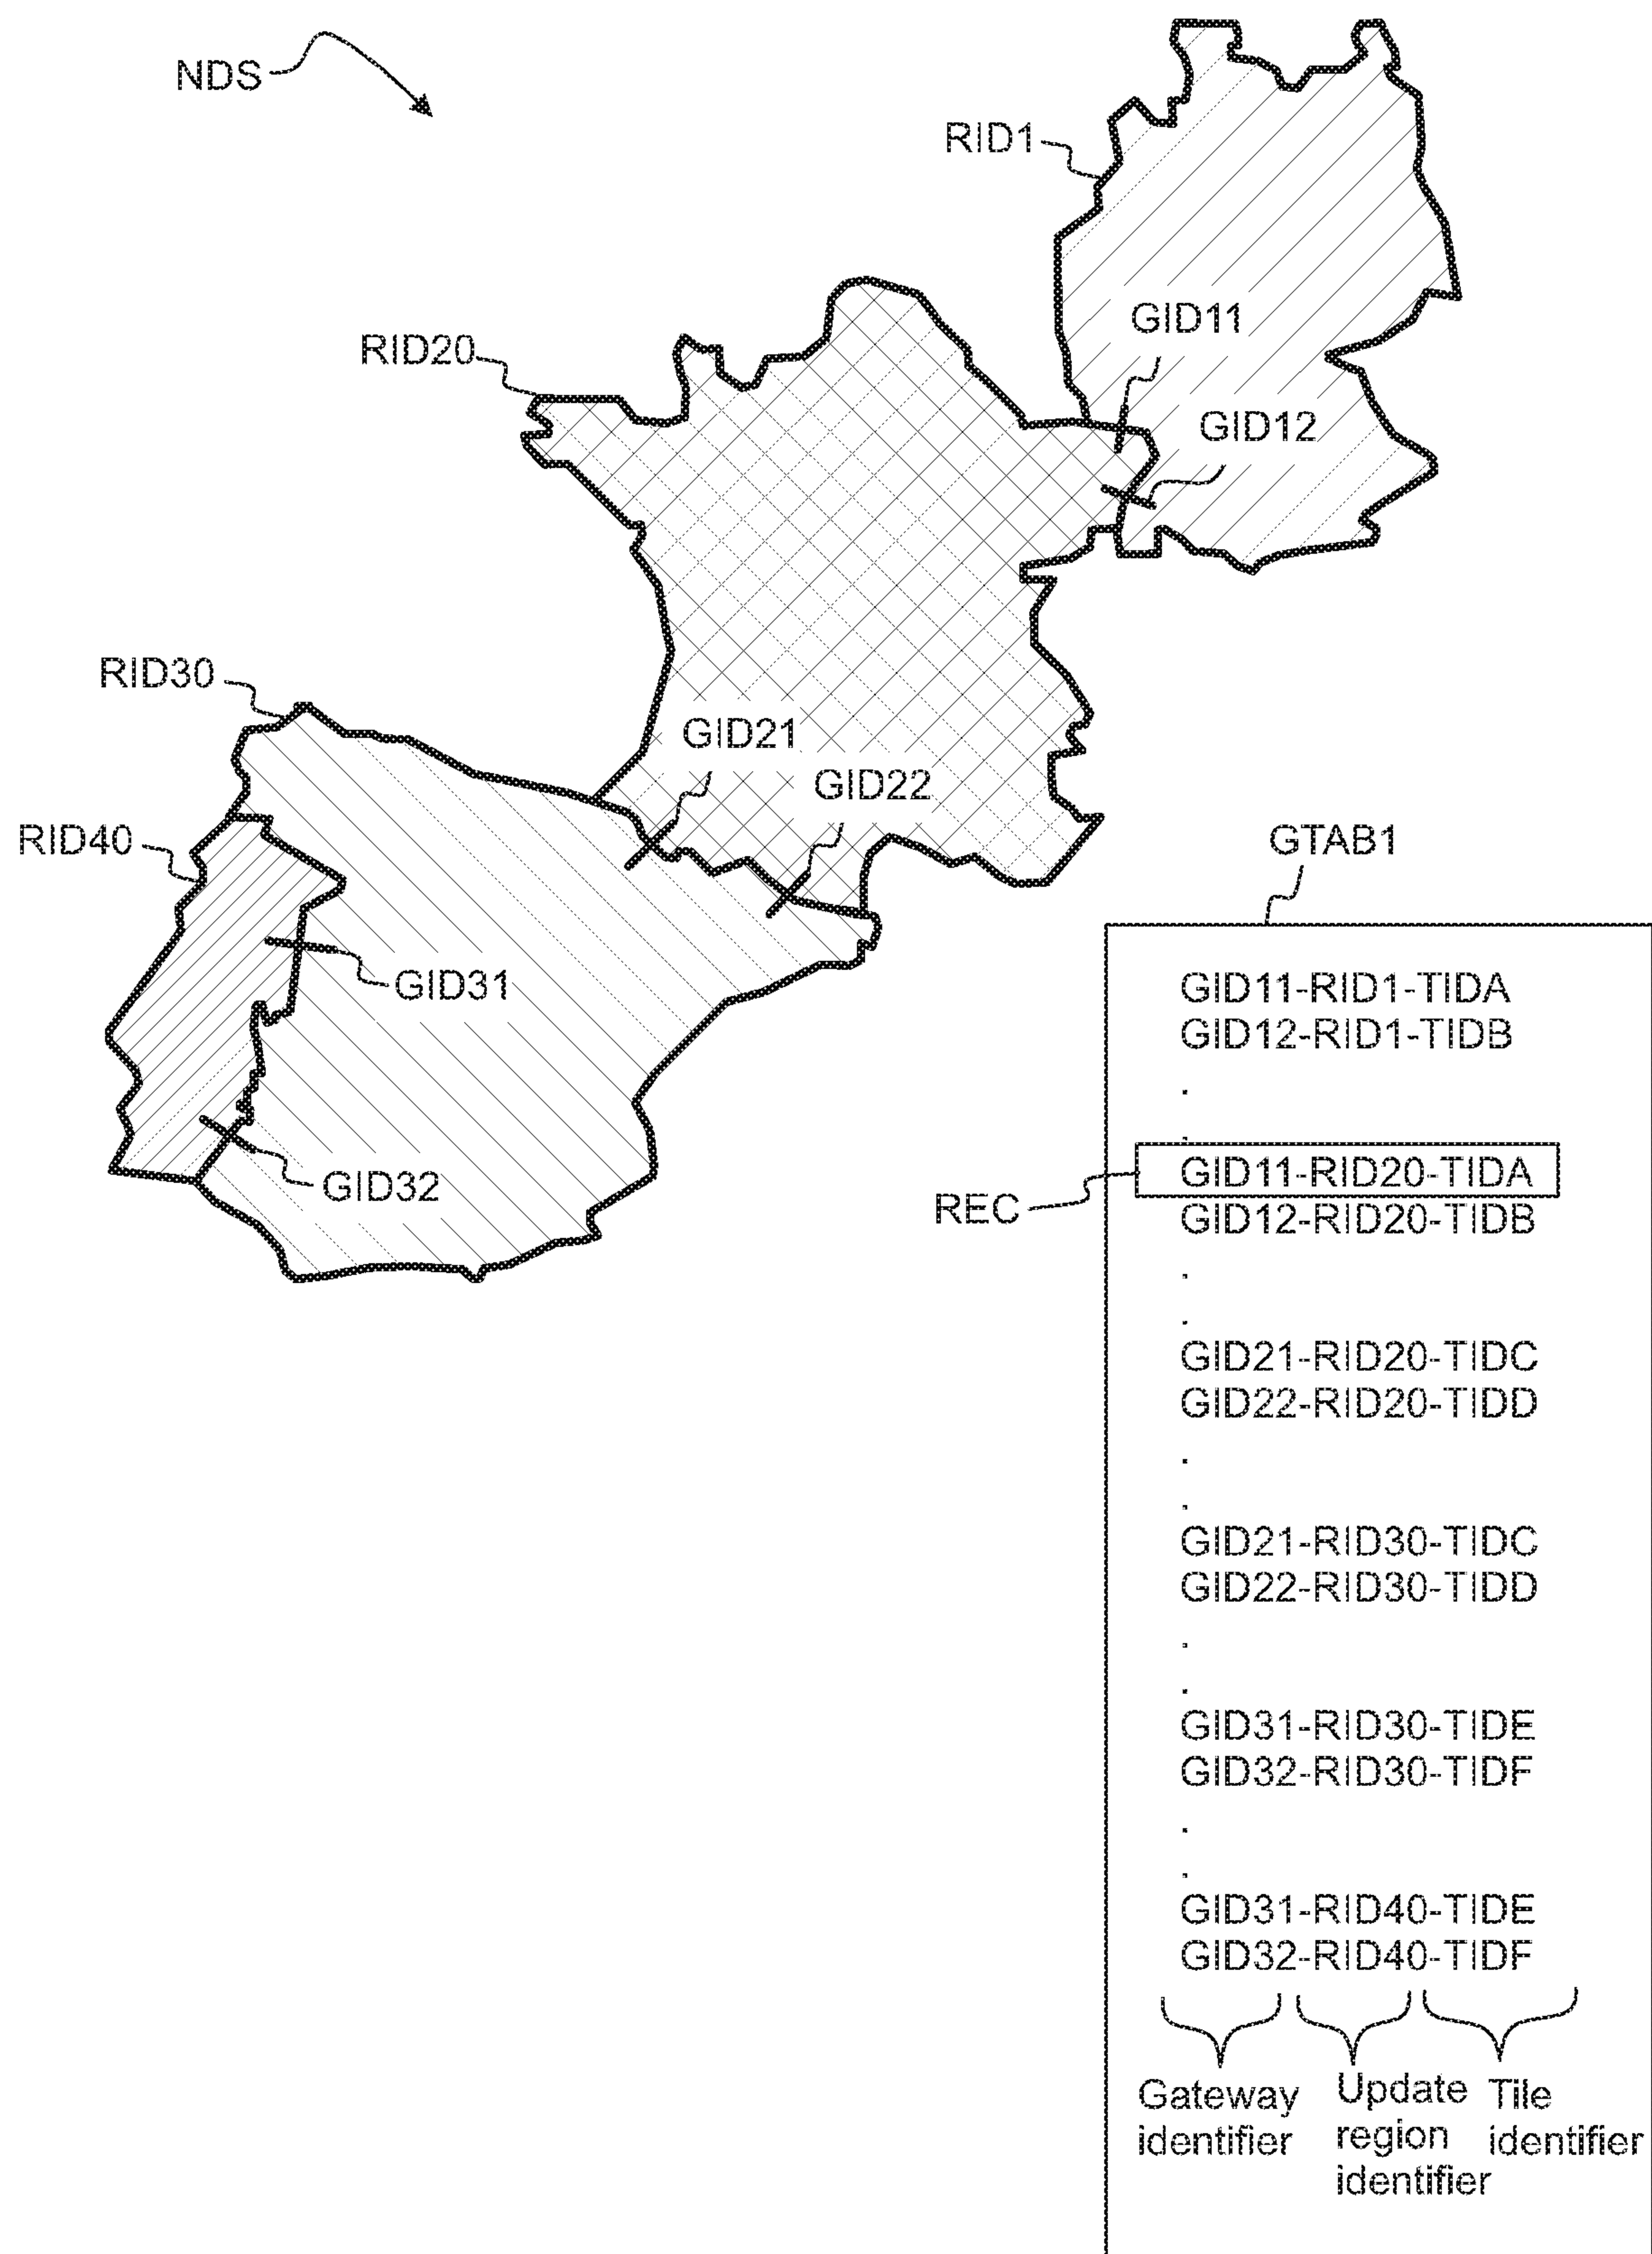 NDS
RID1
GID11
RID20
GID12
RID30
GID21
GID22
RID40
GTAB1
GID31
GID32
GID11-RID1-TIDA
GID12-RID1-TIDB
.
.
REC
GID11-RID20-TIDA
GID12-RID20-TIDB
.
.
GID21-RID20-TIDC
GID22-RID20-TIDD
.
.
GID21-RID30-TIDC
GID22-RID30-TIDD
.
.
GID31-RID30-TIDE
GID32-RID30-TIDF
.
.
GID31-RID40-TIDE
GID32-RID40-TIDF
Gateway
identifier
Update
region
identifier
Tile
identifier